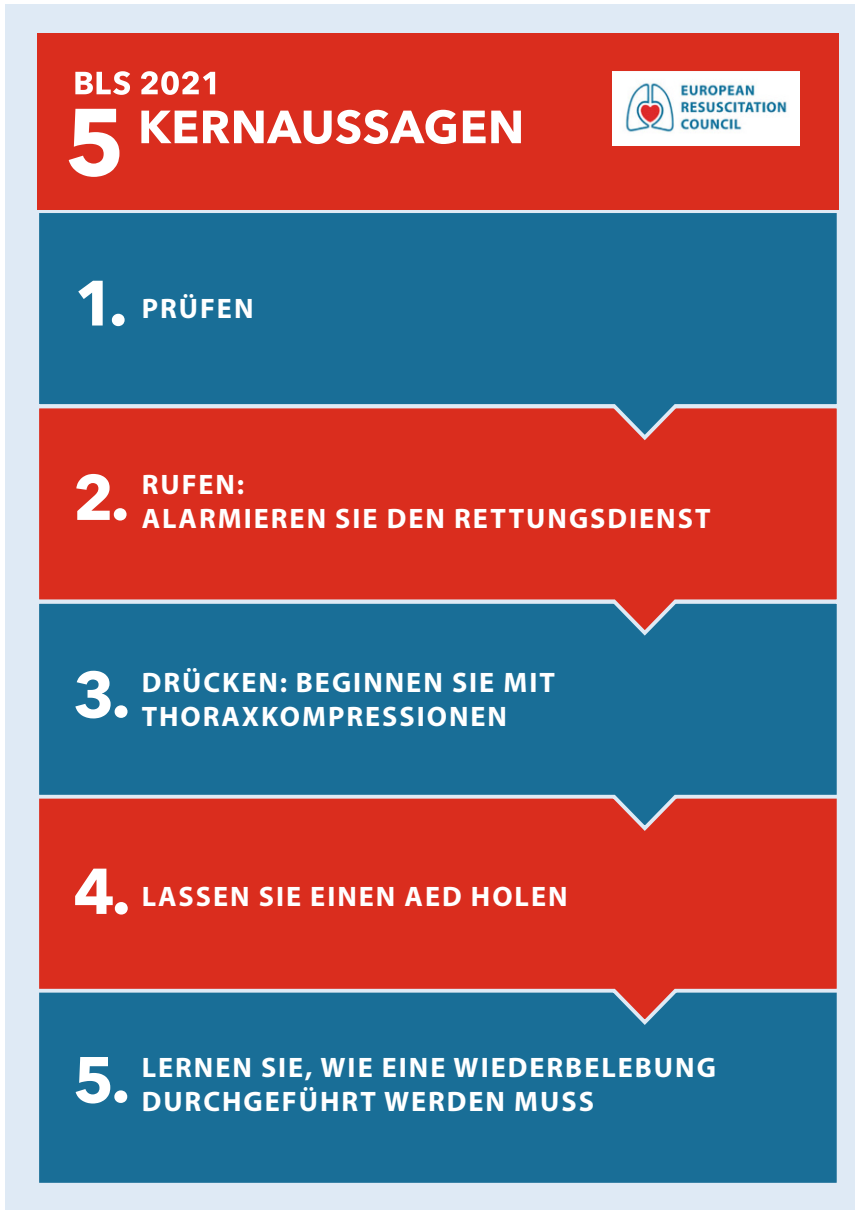 BLS 2021
5 KERNAUSSAGEN
EUROPEAN
RESUSCITATION
COUNCIL
1. PRÜFEN
2. RUFEN:
ALARMIEREN SIE DEN RETTUNGSDIENST
3. DRÜCKEN: BEGINNEN SIE MIT
THORAXKOMPRESSIONEN
4. LASSEN SIE EINEN AED HOLEN
5. LERNEN SIE, WIE EINE WIEDERBELEBUNG
DURCHGEFÜHRT WERDEN MUSS